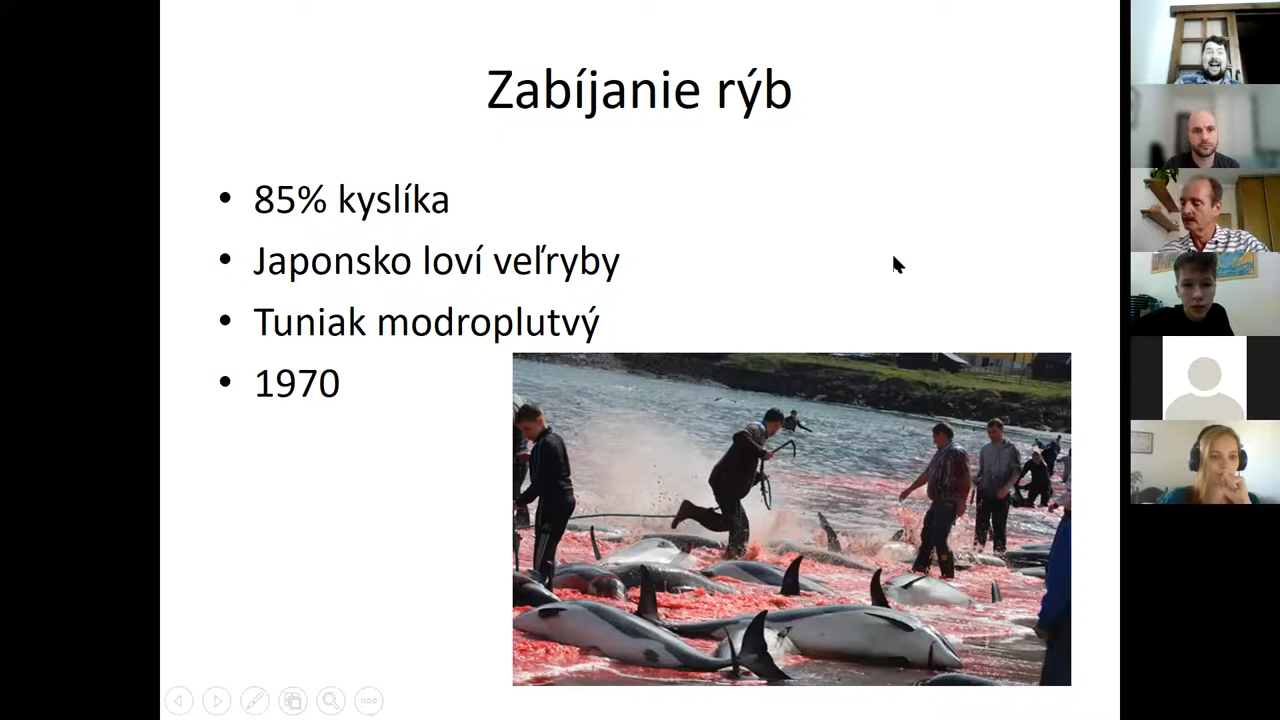 Zabíjanie rýb
• 85% kyslíka
• Japonsko loví veľryby
• Tuniak modroplutvý
• 1970